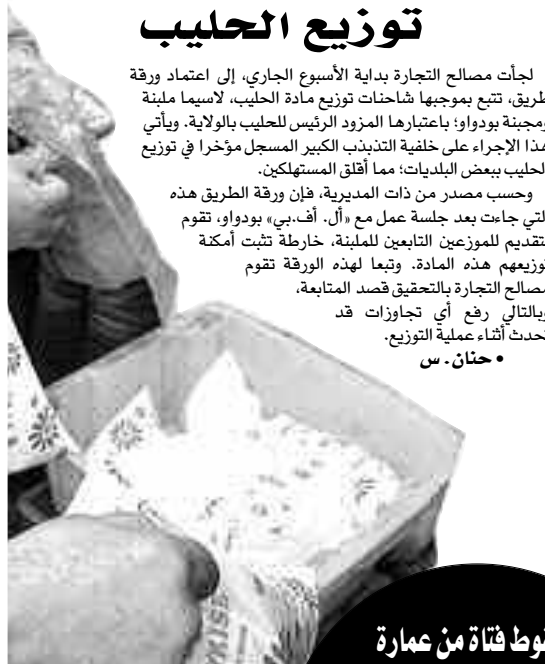 توزيع الحليب
لجأت مصالح التجارة بداية الأسبوع الجاري، إلى اعتماد ورقة
طريق، تتبع بموجبها شاحنات توزيع مادة الحليب، لاسيما ملبنة
ومجبنة بودواو؛ باعتبارها المزود الرئيس للحليب بالولاية. ويأتي
هذا الإجراء على خلفية التذبذب الكبير المسجل مؤخرا في توزيع
الحليب ببعض البلديات؛ مما أقلق المستهلكين.
وحسب مصدر من ذات المديرية، فإن ورقة الطريق هذه
التي جاءت بعد جلسة عمل مع «أل. أف.بي» بودواو، تقوم
بتقديم للموزعين التابعين للملبنة، خارطة تثبت أمكنة
توزيعهم هذه المادة. وتبعا لهذه الورقة تقوم
مصالح التجارة بالتحقيق قصد المتابعة،
وبالتالي رفع أي تجاوزات قد
تحدث أثناء عملية التوزيع.
• حنان. س
فتاة من عمارة